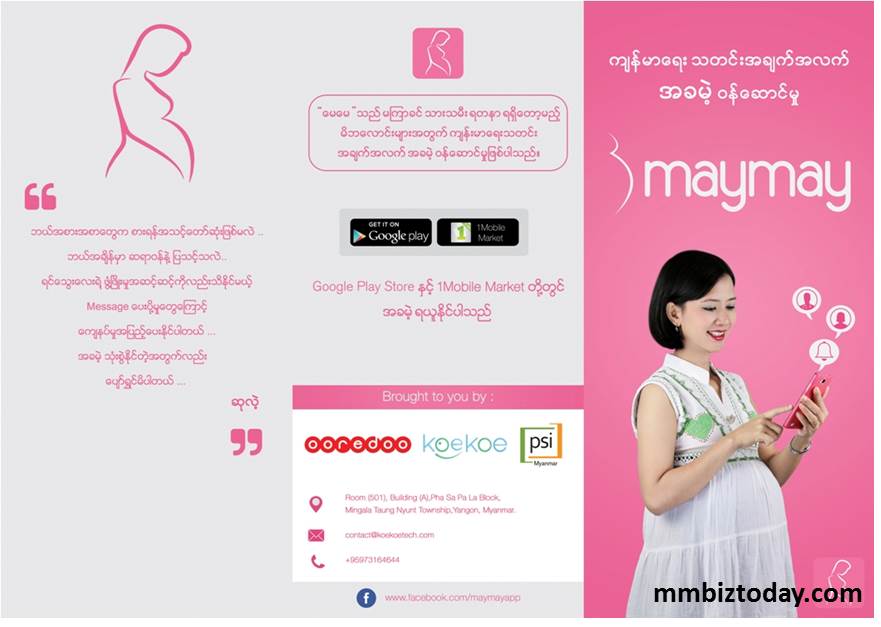 ဘယ်အစားအစာတွေက စားရန်အသင့်တော်ဆုံးဖြစ်မလဲ ..
ဘယ်အချိန်မှာ ဆရာဝန်နဲ့ ပြသင့်သလဲ..
ရင်သွေးလေးရဲ့ ဖွံ့ဖြိုးမှုအဆင့်ဆင့်ကိုလည်းသိနိုင်မယ့်
Message ပေးပို့မှုတွေကြောင့်
ကျေနပ်မှုအပြည့်ပေးနိုင်ပါတယ် ...
အခမဲ့ သုံးစွဲနိုင်တဲ့အတွက်လည်း
ပျော်ရွှင်မိပါတယ် ...
ဆုလဲ့
“မေမေ” သည် မကြာခင် သားသမီး ရတနာ ရရှိတော့မည့်
မိဘလောင်းများအတွက် ကျန်းမာရေးသတင်း
အချက်အလက် အခမဲ့ ဝန်ဆောင်မှုဖြစ်ပါသည်။
GET IT ON
Google play
1Mobile
Market
Google Play Store နှင့် 1Mobile Market တို့တွင်
အခမဲ့ ရယူနိုင်ပါသည်
Brought to you by :
ooredoo
koekoe
psi
Myanmar
Room (501), Building (A),Pha Sa Pa La Block,
Mingala Taung Nyunt Township,Yangon, Myanmar.
contact@koekoetech.com
+95973164644
www.facebook.com/maymayapp
ကျန်မာရေး သတင်းအချက်အလက်
အခမဲ့ ဝန်ဆောင်မှု
maymay
mmbiztoday.com